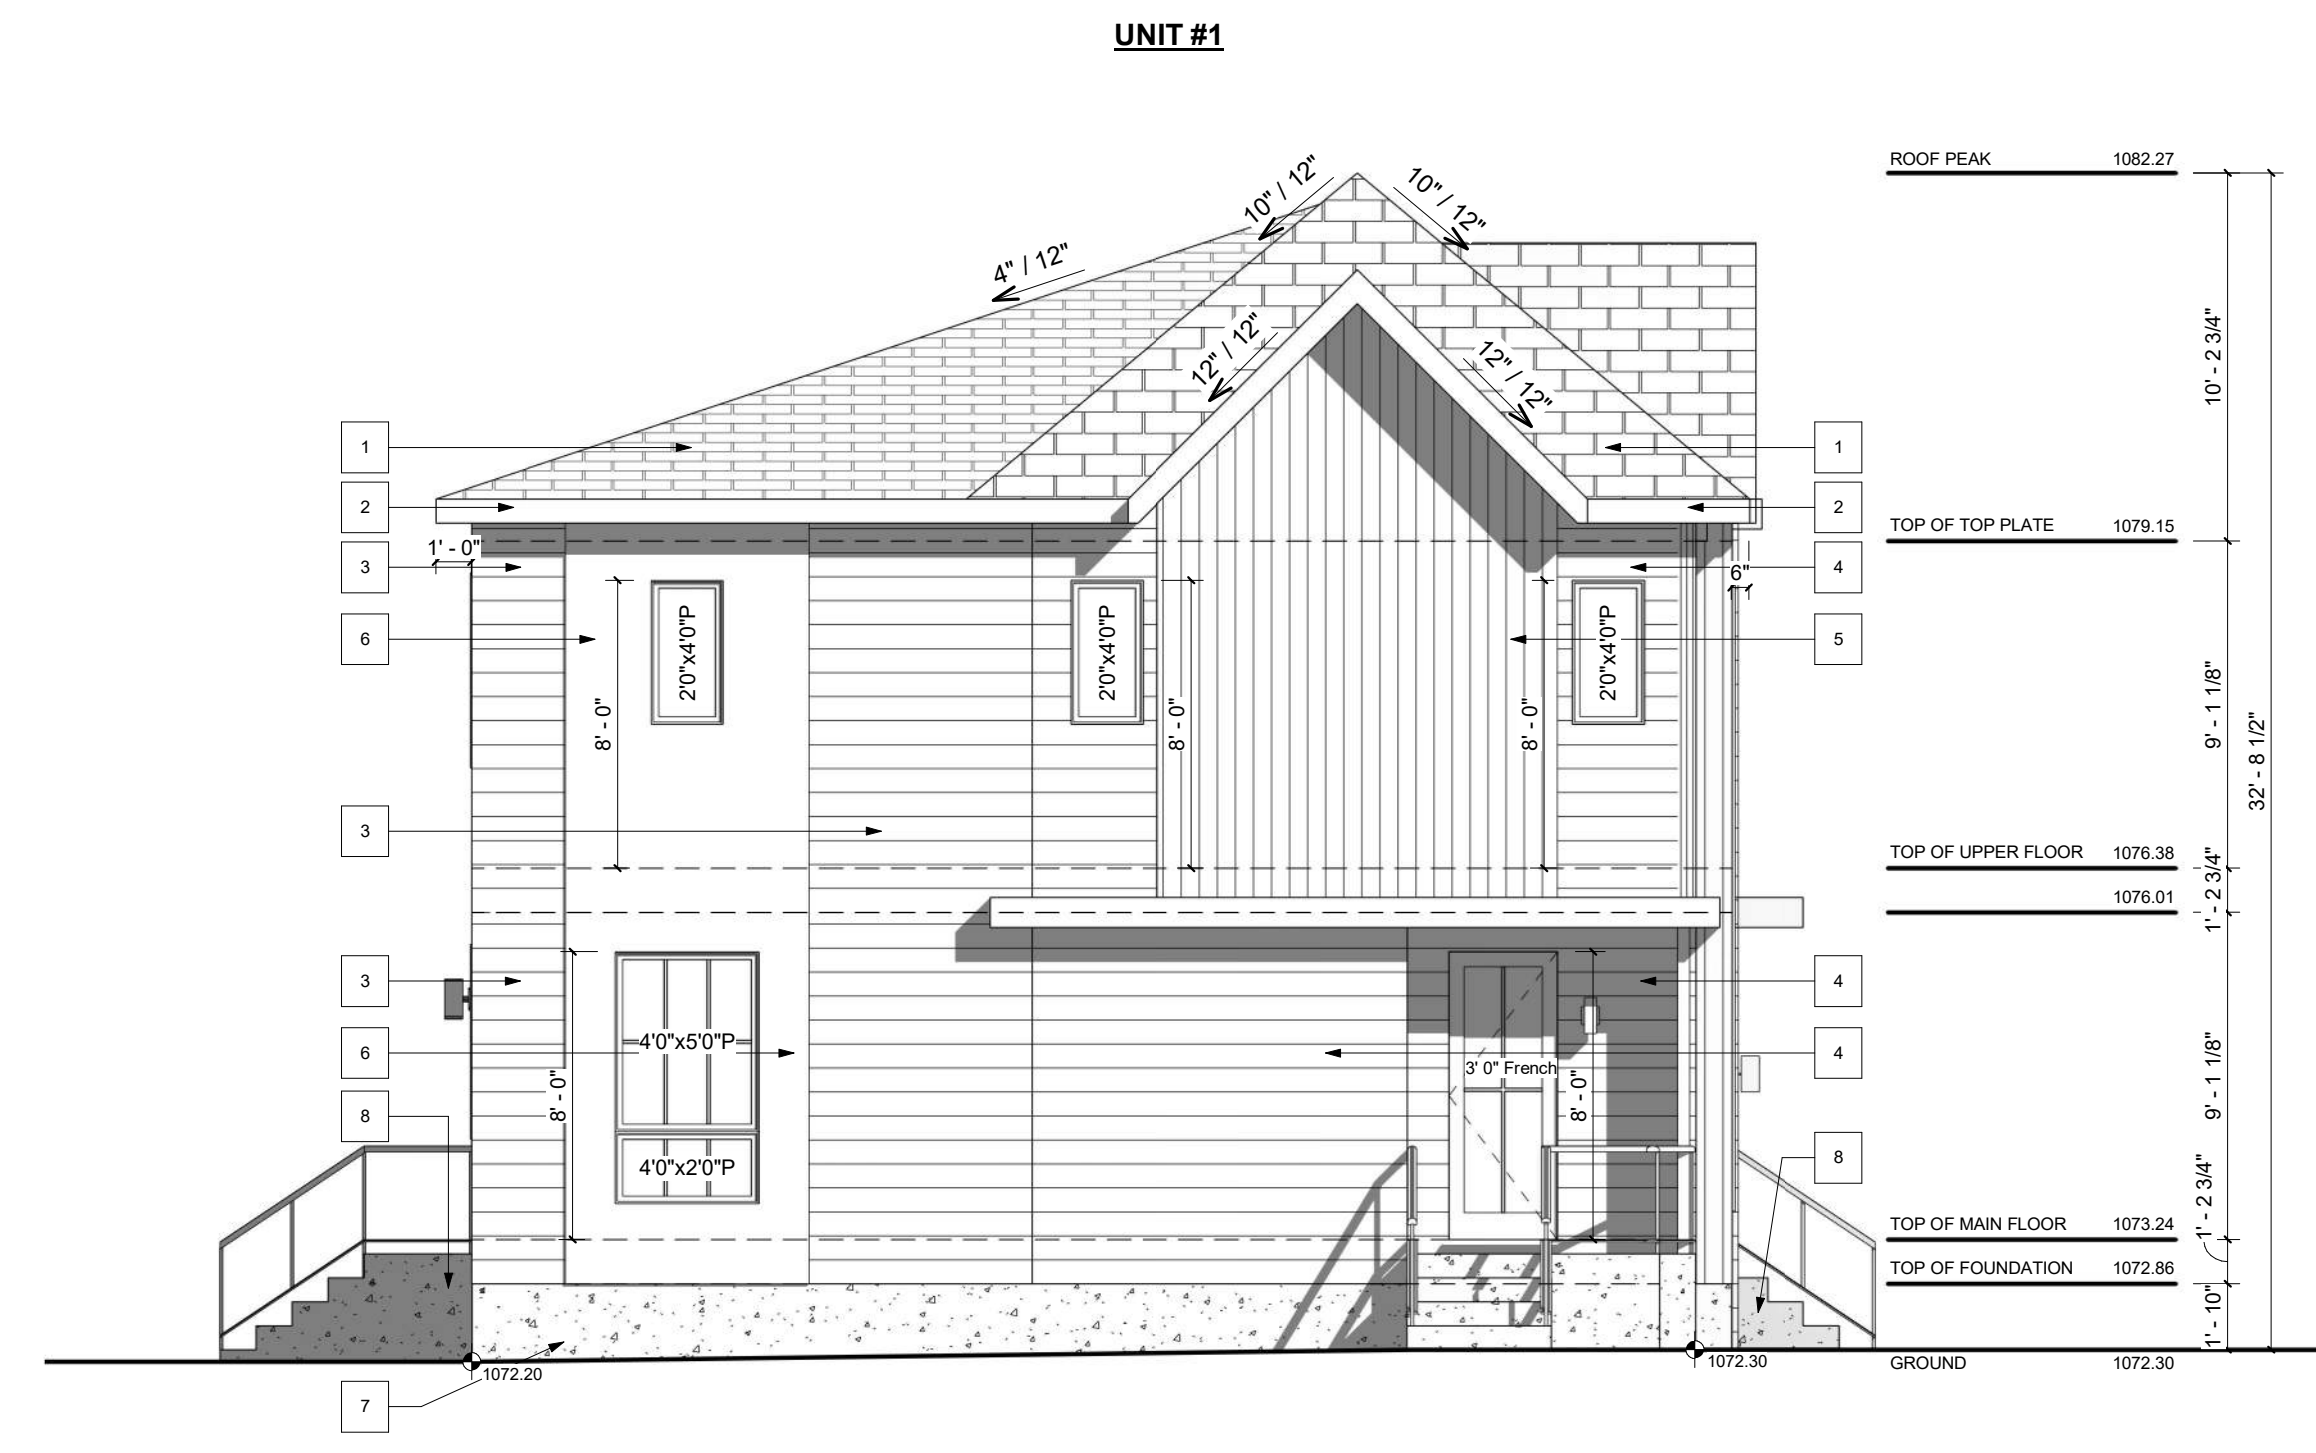 UNIT #1
ROOF PEAK 1082.27
10" / 12"
10" / 12"
4" / 12"
12" / 12"
12" / 12"
10' - 2 3/4"
1
1
2
2
TOP OF TOP PLATE 1079.15
1' - 0"
3
4
6"
6
2'0"x4'0"P
2'0"x4'0"P
2'0"x4'0"P
5
8' - 0"
8' - 0"
8' - 0"
9' - 1 1/8"
32' - 8 1/2"
3
TOP OF UPPER FLOOR 1076.38
1' - 2 3/4"
1076.01
3
4
6
4'0"x5'0"P
4
3' 0" French
8' - 0"
8' - 0"
9' - 1 1/8"
8
4'0"x2'0"P
8
1' - 2 3/4"
TOP OF MAIN FLOOR 1073.24
TOP OF FOUNDATION 1072.86
1' - 10"
1072.20
1072.30
GROUND 1072.30
7